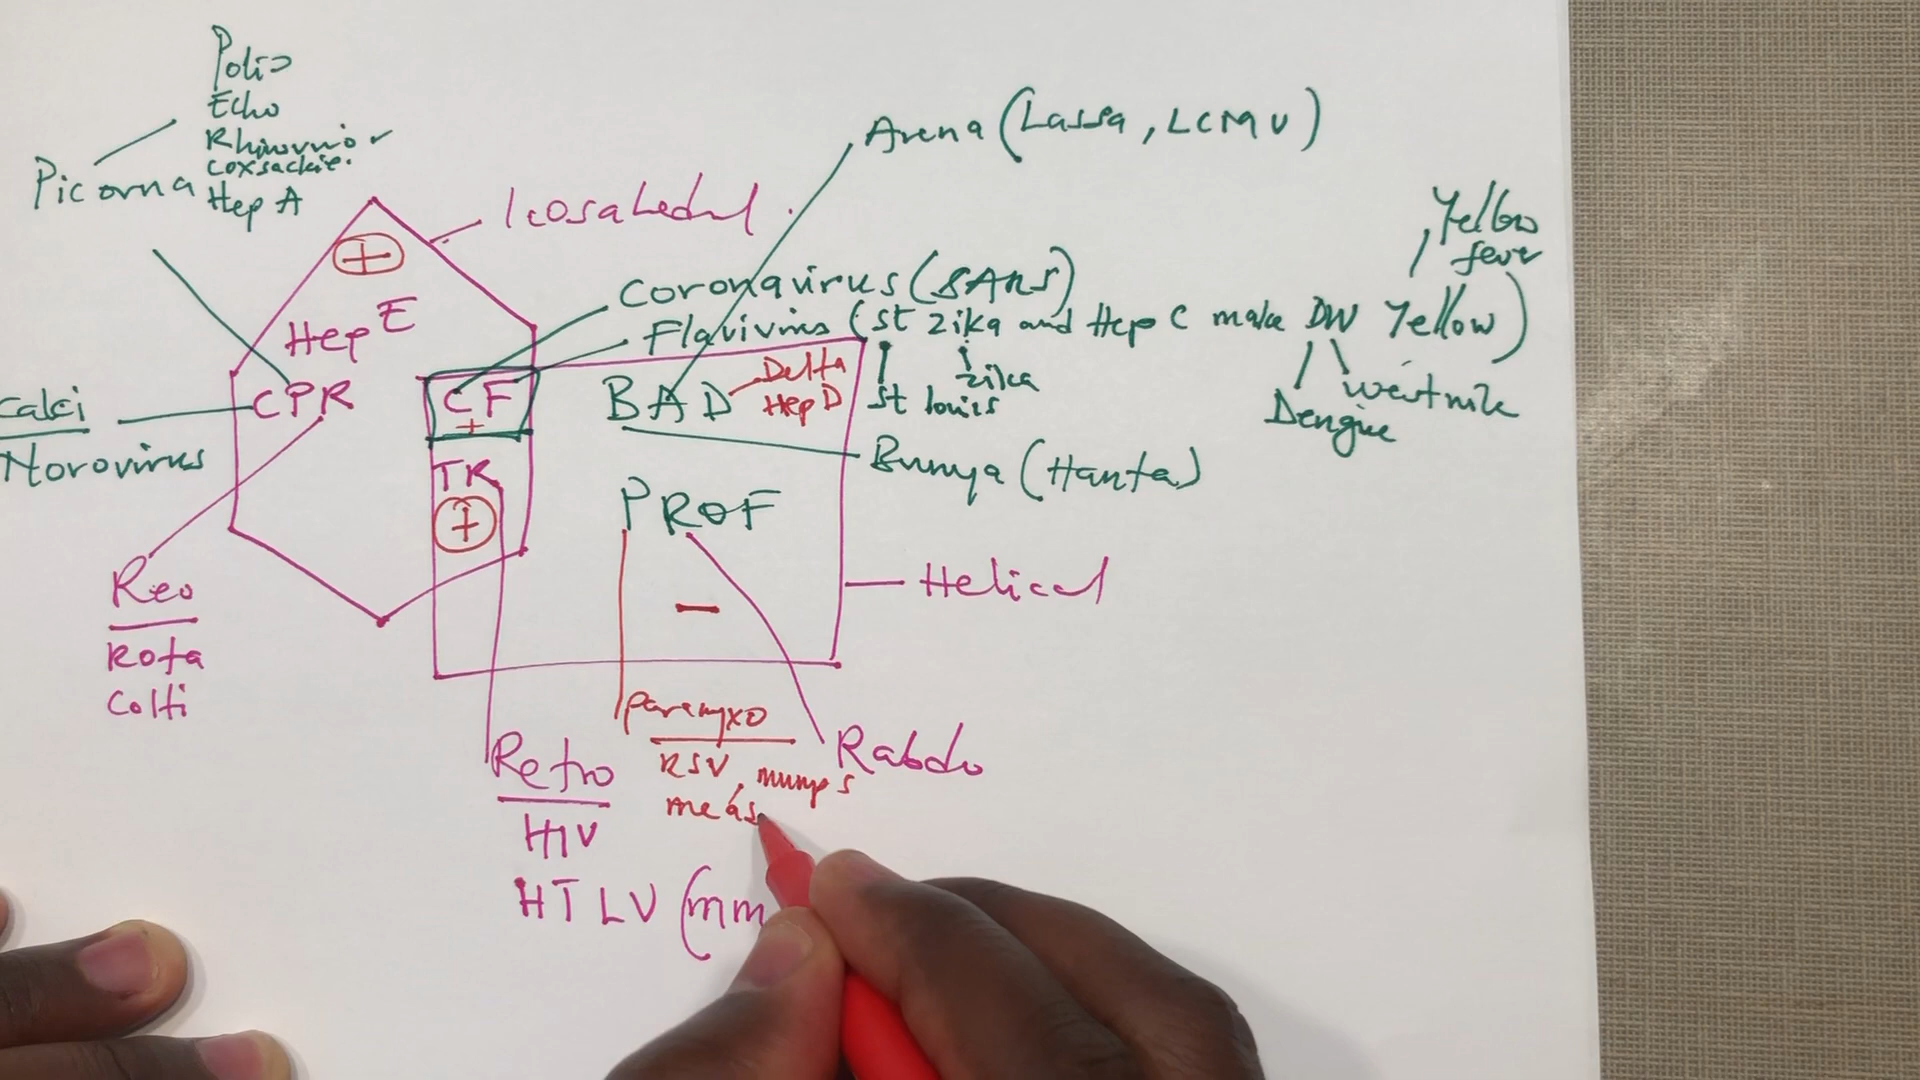 Polio
Echo
Rhinovirus
Coxsackie.
Hep A
Picorna
Arena (Lassa, LCMV)
Icosahedral
Yellow
fever
+
Coronavirus (SARS)
Flavivirus (St Zika and Hep C make DW Yellow)
Hep E
CPR
CF
+
BAD
Delta
Hep D
St louis
zika
Dengue
westnile
Calci
Norovirus
TR
+
Bunya (Hanta)
PROF
Helical
Reo
Rota
Colti
Paramyxo
RSV, mumps
meas
Rabdo
Retro
HIV
HTLV (